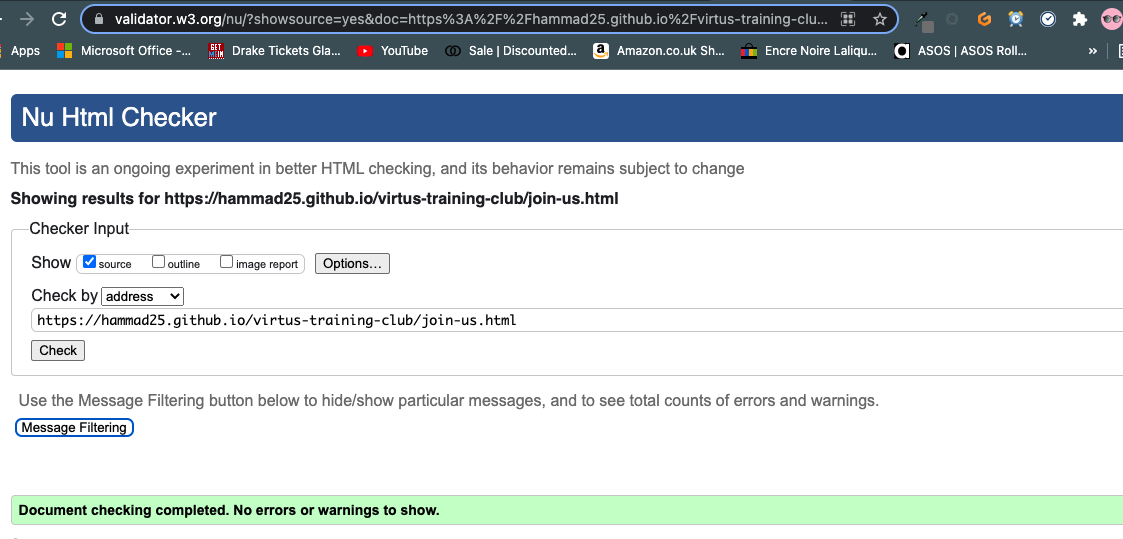 validator.w3.org/nu/?showsource=yes&doc=https%3A%2F%2Fhammad25.github.io%2Fvirtus-training-clu...
Apps Microsoft Office -... GET MEIN Drake Tickets Gla... YouTube Sale | Discounted... a Amazon.co.uk Sh... Encre Noire Laliqu... ASOS | ASOS Roll... »
Nu Html Checker
This tool is an ongoing experiment in better HTML checking, and its behavior remains subject to change
Showing results for https://hammad25.github.io/virtus-training-club/join-us.html
Checker Input
Show source outline image report Options...
Check by address
https://hammad25.github.io/virtus-training-club/join-us.html
Check
Use the Message Filtering button below to hide/show particular messages, and to see total counts of errors and warnings.
Message Filtering
Document checking completed. No errors or warnings to show.